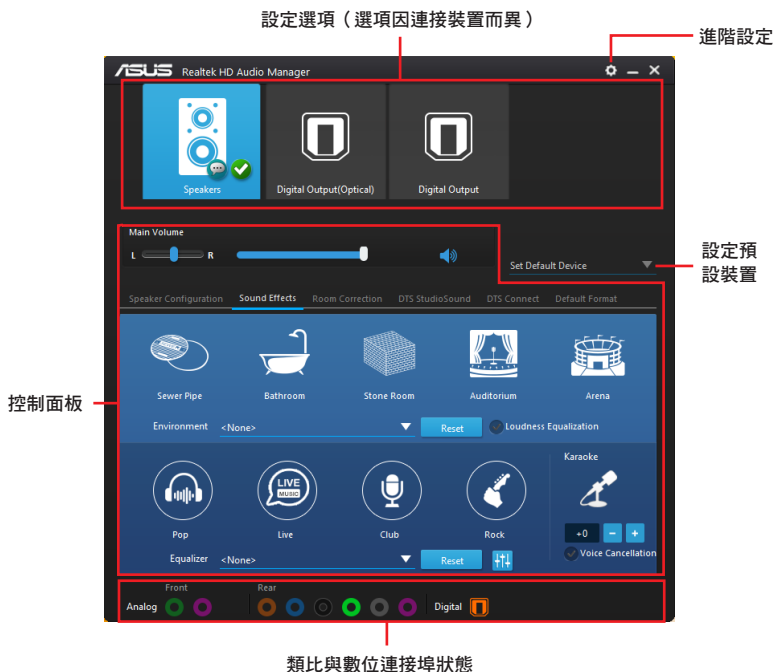 設定選項（選項因連接裝置而異）
進階設定
ASUS Realtek HD Audio Manager
Speakers
Digital Output(Optical)
Digital Output
Main Volume
L R
Set Default Device
設定預
設裝置
Speaker Configuration Sound Effects Room Correction DTS StudioSound DTS Connect Default Format
控制面板
Sewer Pipe Bathroom Stone Room Auditorium Arena
Environment <None> Reset Loudness Equalization
Karaoke
LIVE
MUSIC
Pop Live Club Rock
+0 - +
Equalizer <None> Reset Voice Cancellation
Front Rear
Analog Digital
類比與數位連接埠狀態